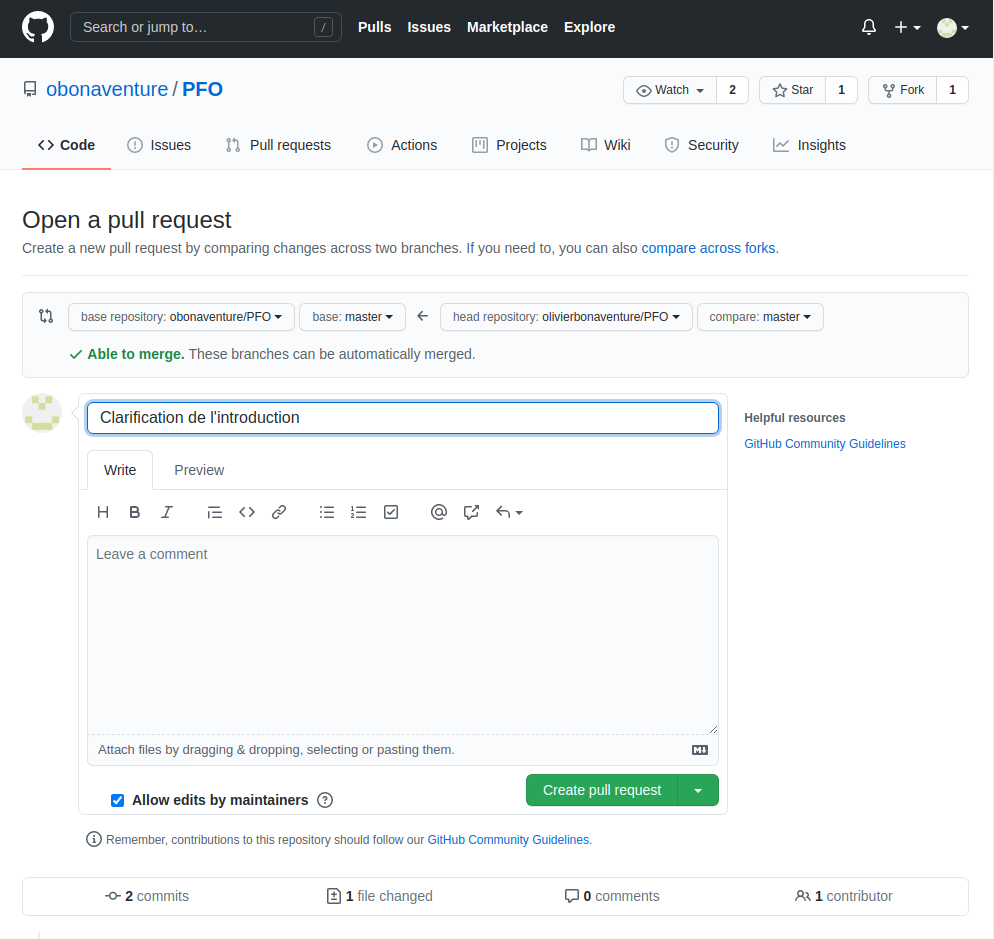 Search or jump to… /
Pulls Issues Marketplace Explore
obonaventure / PFO
Watch 2 Star 1 Fork 1
Code Issues Pull requests Actions Projects Wiki Security Insights
Open a pull request
Create a new pull request by comparing changes across two branches. If you need to, you can also compare across forks.
base repository: obonaventure/PFO base: master head repository: olivierbonaventure/PFO compare: master
Able to merge. These branches can be automatically merged.
Clarification de l'introduction
Helpful resources
GitHub Community Guidelines
Write Preview
Leave a comment
Attach files by dragging & dropping, selecting or pasting them.
Allow edits by maintainers
Create pull request
Remember, contributions to this repository should follow our GitHub Community Guidelines.
2 commits 1 file changed 0 comments 1 contributor